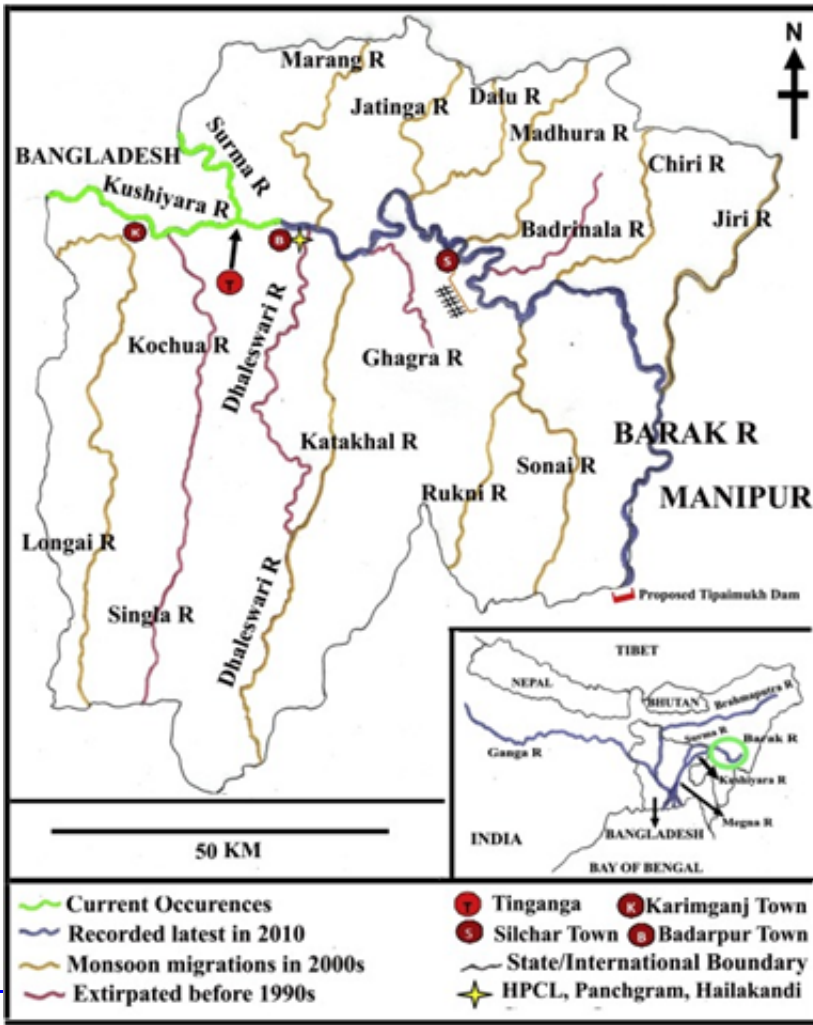 N
Marang R
Jatinga R
Dalu R
Madhura R
Surma R
BANGLADESH
Kushiyara R
Chiri R
Jiri R
Badrinala R
K
B
S
T
Kochua R
Dhaleswari R
Ghagra R
Katakhal R
BARAK R
Rukni R
Sonai R
MANIPUR
Longai R
Singla R
Dhaleswari R
Proposed Tipaimukh Dam
TIBET
NEPAL
BHUTAN
Brahmaputra R
Surma R
Barak R
Ganga R
Kushiyara R
Megna R
INDIA
BANGLADESH
BAY OF BENGAL
50 KM
Current Occurences
Recorded latest in 2010
Monsoon migrations in 2000s
Extirpated before 1990s
T Tinganga
K Karimganj Town
S Silchar Town
B Badarpur Town
State/International Boundary
HPCL, Panchgram, Hailakandi